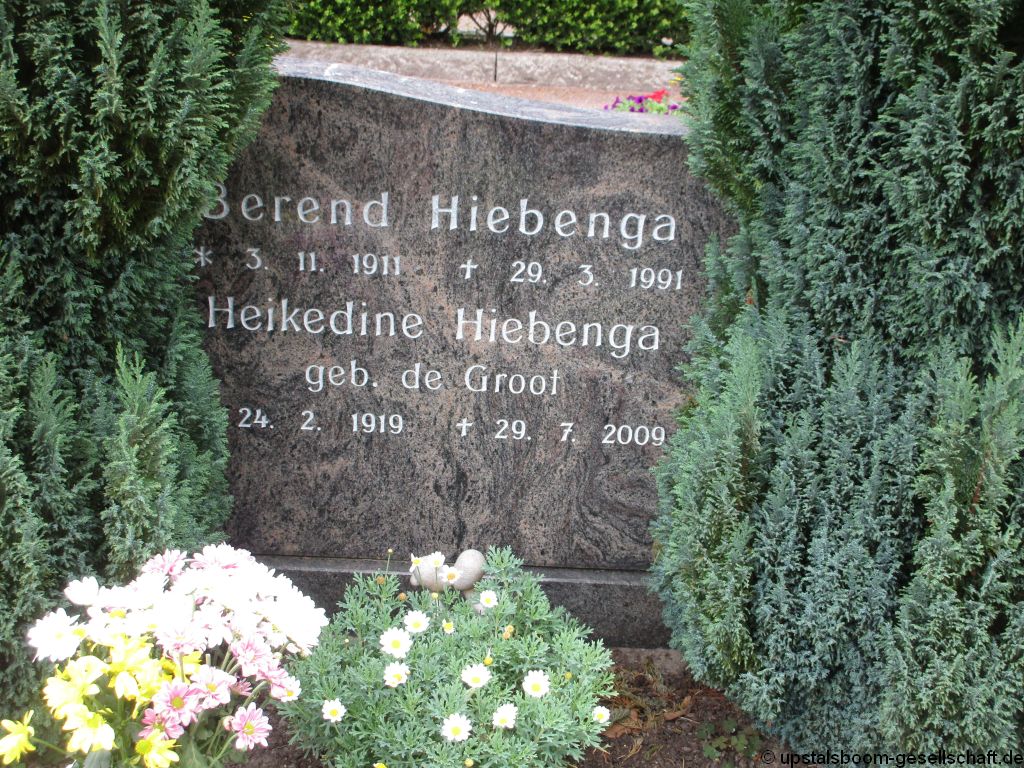 Berend Hiebenga
* 3. 11. 1911 † 29. 3. 1991
Heikedine Hiebenga
geb. de Groot
24. 2. 1919 † 29. 7. 2009
© upstalsboom-gesellschaft.de